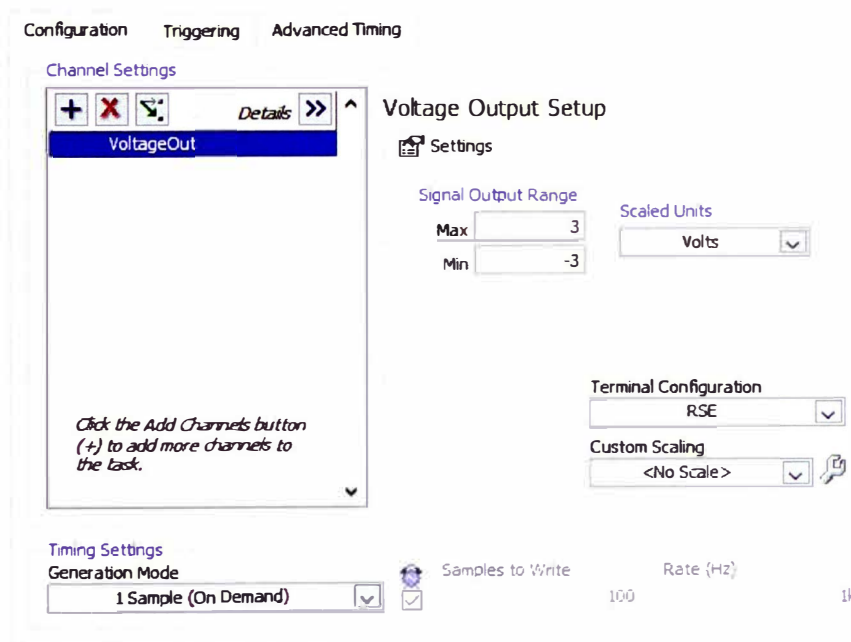 Configuration Triggering Advanced Timing
Channel Settings
Details
VoltageOut
Click the Add Channels button
(+) to add more channels to
the task.
Voltage Output Setup
Settings
Signal Output Range
Max 3
Min -3
Scaled Units
Volts
Terminal Configuration
RSE
Custom Scaling
<No Scale>
Timing Settings
Generation Mode
1 Sample (On Demand)
Samples to Write
100
Rate (Hz)